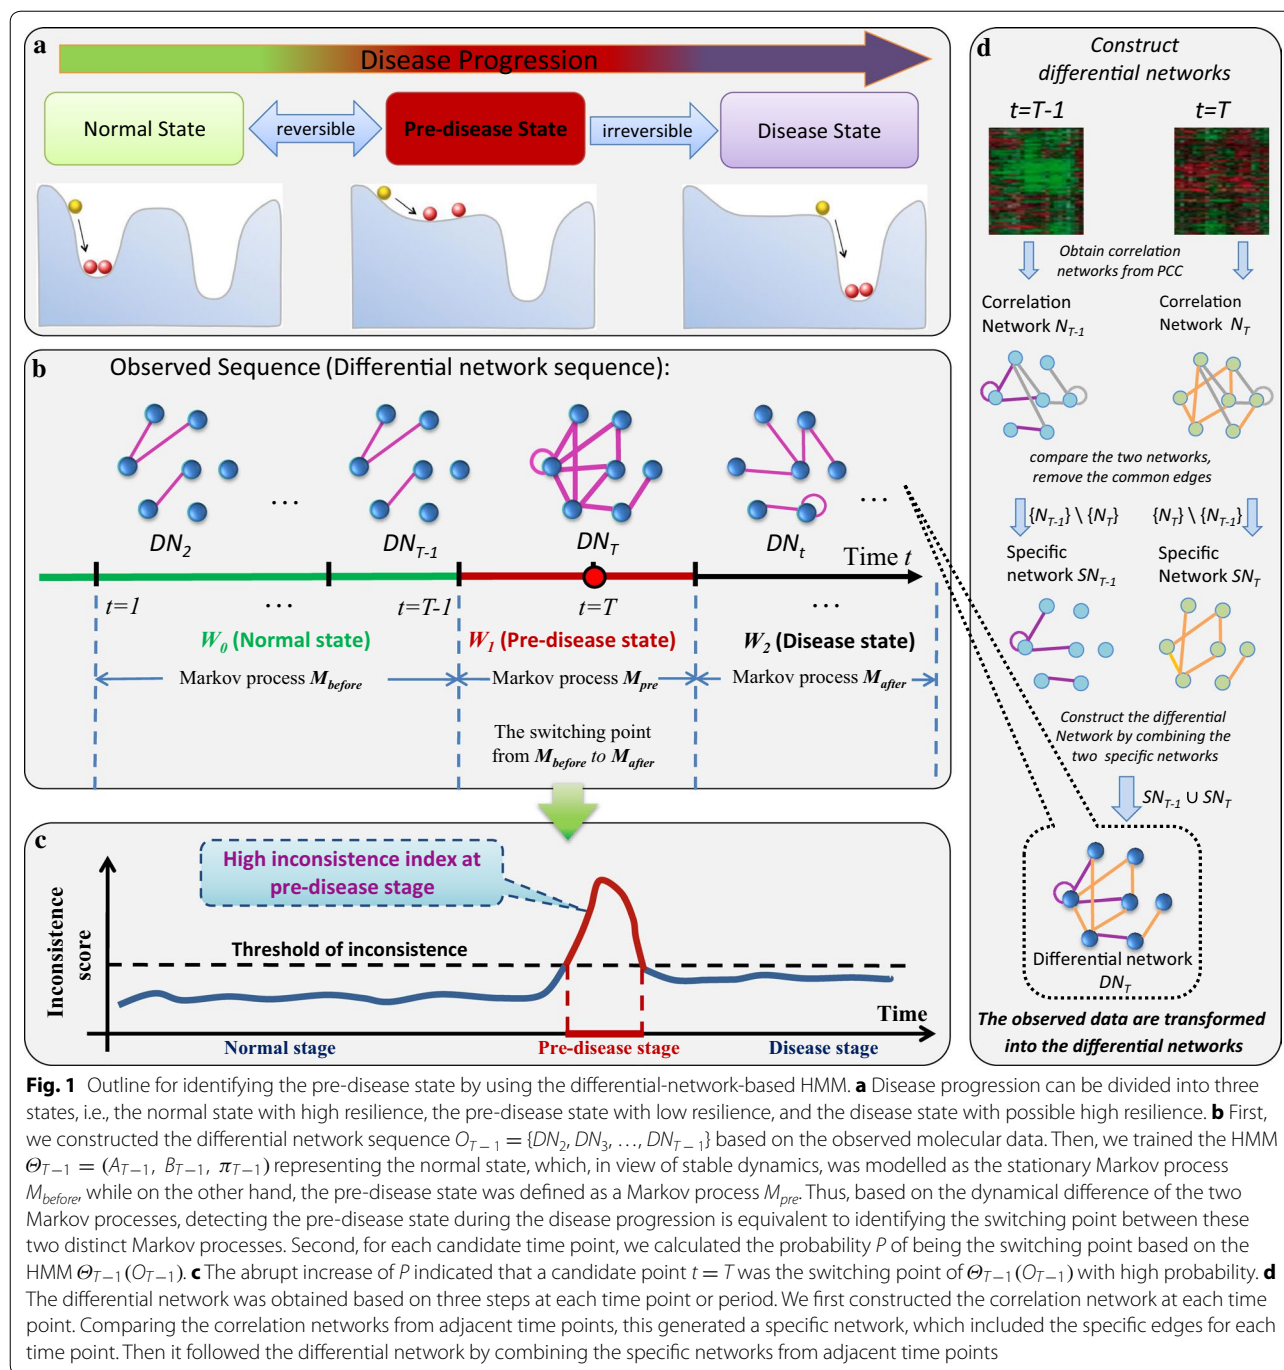 a
Disease Progression
Normal State
reversible
Pre-disease State
irreversible
Disease State
b
Observed Sequence (Differential network sequence):
...
...
DN2
DNT-1
DNT
DNt
Time t
t=1
...
t=T-1
t=T
...
W0 (Normal state)
W1 (Pre-disease state)
W2 (Disease state)
Markov process Mbefore
Markov process Mpre
Markov process Mafter
The switching point
from Mbefore to Mafter
c
High inconsistence index at
pre-disease stage
Threshold of inconsistence
Inconsistence
score
Time
Normal stage
Pre-disease stage
Disease stage
d
Construct
differential networks
t=T-1
t=T
Obtain correlation
networks from PCC
Correlation
Network NT-1
Correlation
Network NT
compare the two networks,
remove the common edges
{NT-1} \ {NT}
{NT} \ {NT-1}
Specific
network SNT-1
Specific
Network SNT
Construct the differential
Network by combining the
two specific networks
SNT-1 ∪ SNT
Differential network
DNT
The observed data are transformed
into the differential networks
Fig. 1 Outline for identifying the pre-disease state by using the differential-network-based HMM. a Disease progression can be divided into three
states, i.e., the normal state with high resilience, the pre-disease state with low resilience, and the disease state with possible high resilience. b First,
we constructed the differential network sequence OT − 1 = {DN2, DN3, …, DNT − 1} based on the observed molecular data. Then, we trained the HMM
ΘT−1 = (AT−1, BT−1, πT−1) representing the normal state, which, in view of stable dynamics, was modelled as the stationary Markov process
Mbefore, while on the other hand, the pre-disease state was defined as a Markov process Mpre. Thus, based on the dynamical difference of the two
Markov processes, detecting the pre-disease state during the disease progression is equivalent to identifying the switching point between these
two distinct Markov processes. Second, for each candidate time point, we calculated the probability P of being the switching point based on the
HMM ΘT−1(OT−1). c The abrupt increase of P indicated that a candidate point t = T was the switching point of ΘT−1(OT−1) with high probability. d
The differential network was obtained based on three steps at each time point or period. We first constructed the correlation network at each time
point. Comparing the correlation networks from adjacent time points, this generated a specific network, which included the specific edges for each
time point. Then it followed the differential network by combining the specific networks from adjacent time points